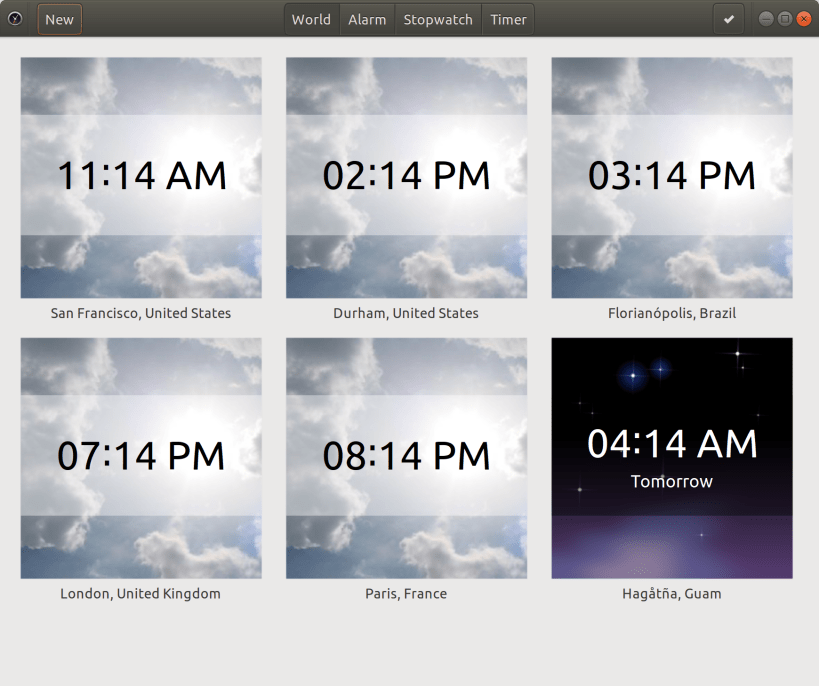 New
World
Alarm
Stopwatch
Timer
11:14 AM
02:14 PM
03:14 PM
San Francisco, United States
Durham, United States
Florianópolis, Brazil
07:14 PM
08:14 PM
04:14 AM
Tomorrow
London, United Kingdom
Paris, France
Hagåtña, Guam